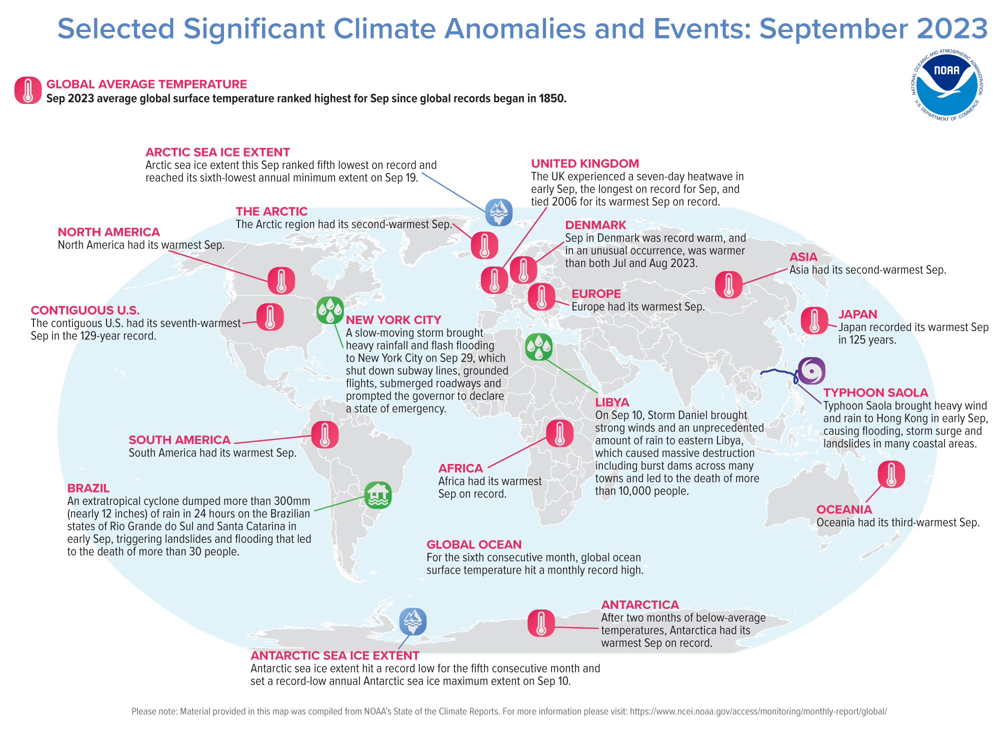 Selected Significant Climate Anomalies and Events: September 2023
NATIONAL OCEANIC AND ATMOSPHERIC ADMINISTRATION
NOAA
U.S. DEPARTMENT OF COMMERCE
GLOBAL AVERAGE TEMPERATURE
Sep 2023 average global surface temperature ranked highest for Sep since global records began in 1850.
ARCTIC SEA ICE EXTENT
Arctic sea ice extent this Sep ranked fifth lowest on record and
reached its sixth-lowest annual minimum extent on Sep 19.
UNITED KINGDOM
The UK experienced a seven-day heatwave in
early Sep, the longest on record for Sep, and
tied 2006 for its warmest Sep on record.
THE ARCTIC
The Arctic region had its second-warmest Sep.
DENMARK
Sep in Denmark was record warm, and
in an unusual occurrence, was warmer
than both Jul and Aug 2023.
NORTH AMERICA
North America had its warmest Sep.
ASIA
Asia had its second-warmest Sep.
EUROPE
Europe had its warmest Sep.
CONTIGUOUS U.S.
The contiguous U.S. had its seventh-warmest
Sep in the 129-year record.
NEW YORK CITY
A slow-moving storm brought
heavy rainfall and flash flooding
to New York City on Sep 29, which
shut down subway lines, grounded
flights, submerged roadways and
prompted the governor to declare
a state of emergency.
JAPAN
Japan recorded its warmest Sep
in 125 years.
TYPHOON SAOLA
Typhoon Saola brought heavy wind
and rain to Hong Kong in early Sep,
causing flooding, storm surge and
landslides in many coastal areas.
LIBYA
On Sep 10, Storm Daniel brought
strong winds and an unprecedented
amount of rain to eastern Libya,
which caused massive destruction
including burst dams across many
towns and led to the death of more
than 10,000 people.
SOUTH AMERICA
South America had its warmest Sep.
AFRICA
Africa had its warmest
Sep on record.
BRAZIL
An extratropical cyclone dumped more than 300mm
(nearly 12 inches) of rain in 24 hours on the Brazilian
states of Rio Grande do Sul and Santa Catarina in
early Sep, triggering landslides and flooding that led
to the death of more than 30 people.
OCEANIA
Oceania had its third-warmest Sep.
GLOBAL OCEAN
For the sixth consecutive month, global ocean
surface temperature hit a monthly record high.
ANTARCTICA
After two months of below-average
temperatures, Antarctica had its
warmest Sep on record.
ANTARCTIC SEA ICE EXTENT
Antarctic sea ice extent hit a record low for the fifth consecutive month and
set a record-low annual Antarctic sea ice maximum extent on Sep 10.
Please note: Material provided in this map was compiled from NOAA's State of the Climate Reports. For more information please visit: https://www.ncei.noaa.gov/access/monitoring/monthly-report/global/